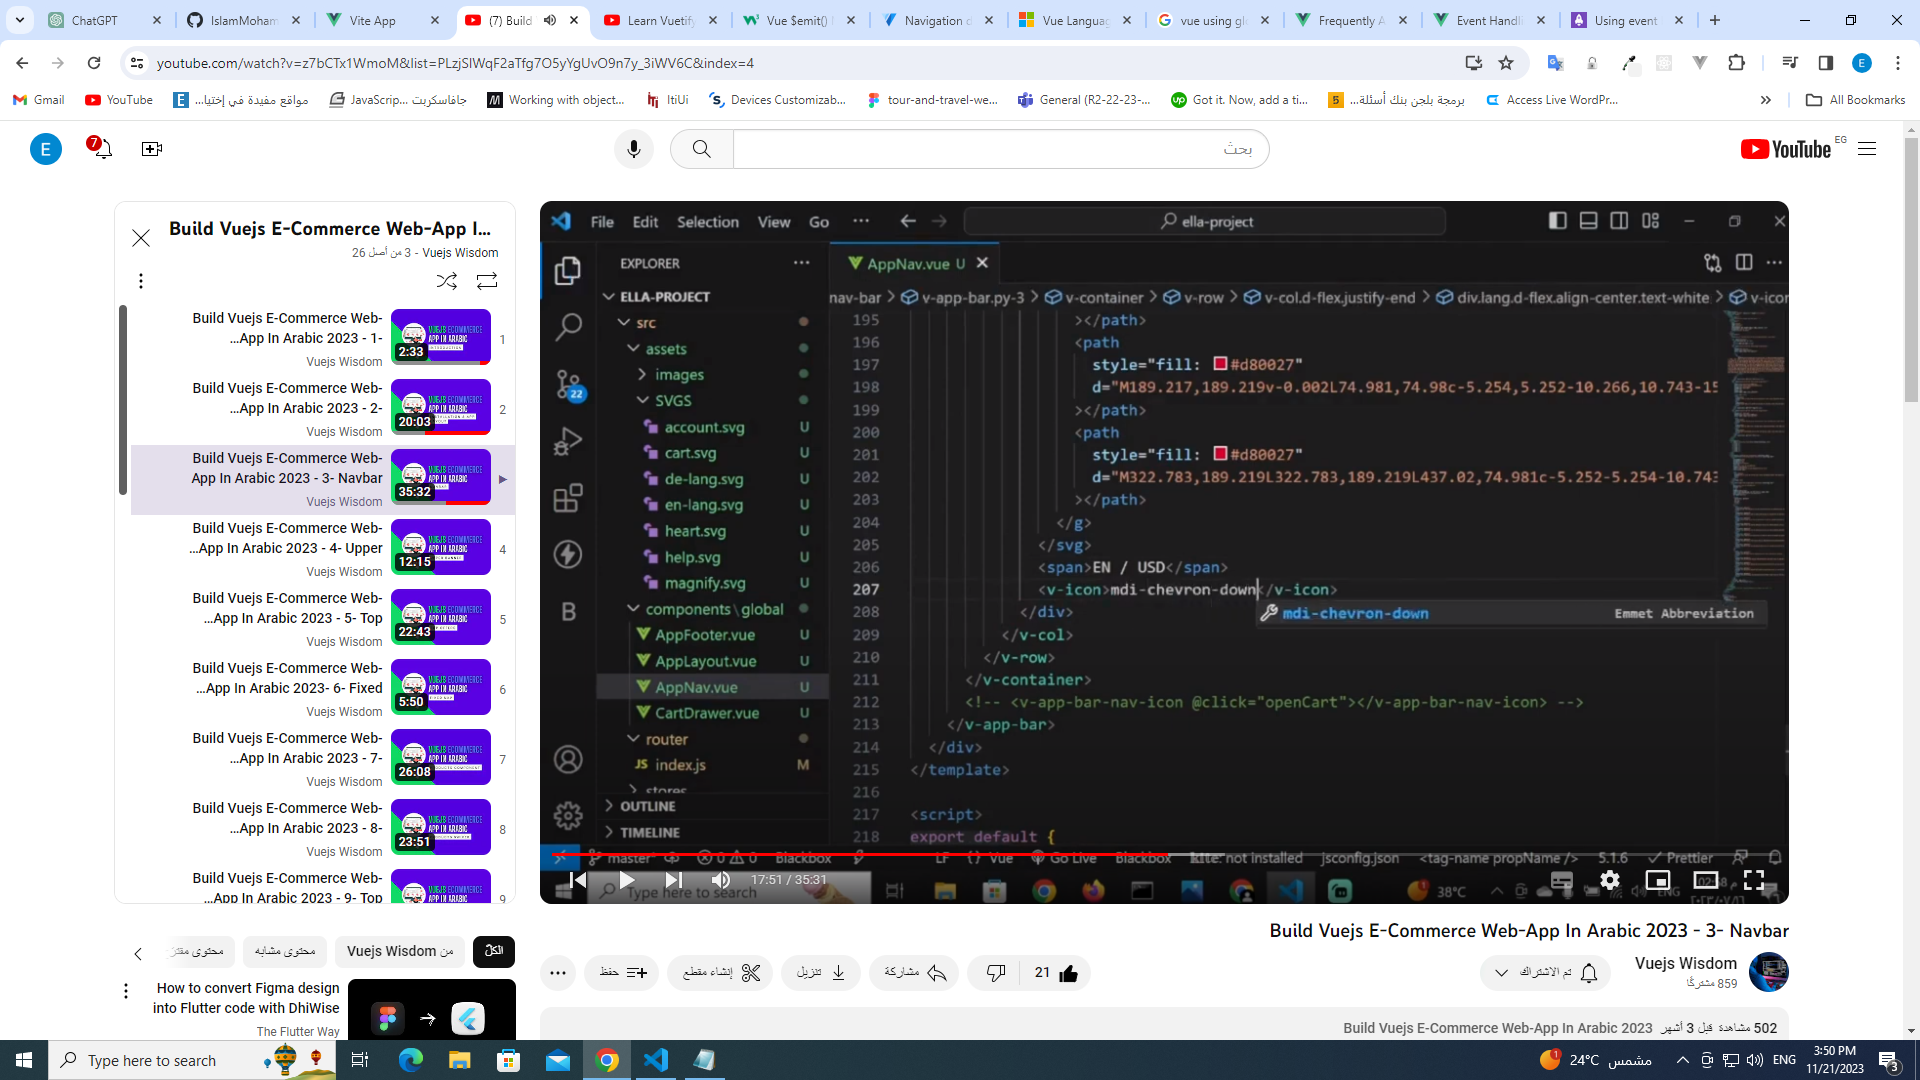 ChatGPT
IslamMoham
Vite App
(7) Build
Learn Vuetify
Vue $emit() M
Navigation d
Vue Languag
vue using glo
Frequently A
Event Handli
Using event
youtube.com/watch?v=z7bCTx1WmoM&list=PLzjSIWqF2aTfg7O5yYgUvO9n7y_3iWV6C&index=4
Gmail
YouTube
مواقع مفيدة في إختيا...
JavaScrip... جافاسكربت
Working with object...
ItiUi
Devices Customizab...
tour-and-travel-we...
General (R2-22-23-...
Got it. Now, add a ti...
برمجة بلجن بنك أسئلة...
Access Live WordPr...
All Bookmarks
E
7
بحث
YouTube EG
Build Vuejs E-Commerce Web-App I...
Vuejs Wisdom - 3 من أصل 26
Build Vuejs E-Commerce Web-
App In Arabic 2023 - 1-...
Vuejs Wisdom
2:33
1
Build Vuejs E-Commerce Web-
App In Arabic 2023 - 2-...
Vuejs Wisdom
20:03
2
Build Vuejs E-Commerce Web-
App In Arabic 2023 - 3- Navbar
Vuejs Wisdom
35:32
Build Vuejs E-Commerce Web-
App In Arabic 2023 - 4- Upper...
Vuejs Wisdom
12:15
4
Build Vuejs E-Commerce Web-
App In Arabic 2023 - 5- Top...
Vuejs Wisdom
22:43
5
Build Vuejs E-Commerce Web-
App In Arabic 2023- 6- Fixed...
Vuejs Wisdom
5:50
6
Build Vuejs E-Commerce Web-
App In Arabic 2023 - 7-...
Vuejs Wisdom
26:08
7
Build Vuejs E-Commerce Web-
App In Arabic 2023 - 8-...
Vuejs Wisdom
23:51
8
Build Vuejs E-Commerce Web-
App In Arabic 2023 - 9- Top...
9
File Edit Selection View Go ...
ella-project
EXPLORER
ELLA-PROJECT
src
assets
images
SVGS
account.svg U
cart.svg U
de-lang.svg U
en-lang.svg U
heart.svg U
help.svg U
magnify.svg U
components\global
AppFooter.vue U
AppLayout.vue U
AppNav.vue U
CartDrawer.vue U
router
JS index.js M
stores
OUTLINE
TIMELINE
22
AppNav.vue U
nav-bar > v-app-bar.py-3 > v-container > v-row > v-col.d-flex.justify-end > div.lang.d-flex.align-center.text-white > v-icon
195 ></path>
196 <path
197 style="fill: #d80027"
198 d="M189.217,189.219v-0.002L74.981,74.98c-5.254,5.252-10.266,10.743-15
199 ></path>
200 <path
201 style="fill: #d80027"
202 d="M322.783,189.219L322.783,189.219L437.02,74.981c-5.252-5.254-10.743
203 ></path>
204 </g>
205 </svg>
206 <span>EN / USD</span>
207 <v-icon>mdi-chevron-down</v-icon>
mdi-chevron-down Emmet Abbreviation
208 </div>
209 </v-col>
210 </v-row>
211 </v-container>
212 <!-- <v-app-bar-nav-icon @click="openCart"></v-app-bar-nav-icon> -->
213 </v-app-bar>
214 </div>
215 </template>
216
217 <script>
218 export default {
master* 0 0 Blackbox LF {} Vue Go Live Blackbox kite: not installed jsconfig.json <tag-name propName /> 5.1.6 Prettier
17:51 / 35:31
Type here to search
38°C
ENG
Build Vuejs E-Commerce Web-App In Arabic 2023 - 3- Navbar
Vuejs Wisdom
859 مشتركًا
تم الاشتراك
21
مشاركة
تنزيل
إنشاء مقطع
حفظ
502 مشاهدة قبل 3 أشهر Build Vuejs E-Commerce Web-App In Arabic 2023
الكلّ
من Vuejs Wisdom
محتوى مشابه
How to convert Figma design
into Flutter code with DhiWise
The Flutter Way
Type here to search
24°C مشمس
ENG
3:50 PM
11/21/2023
3